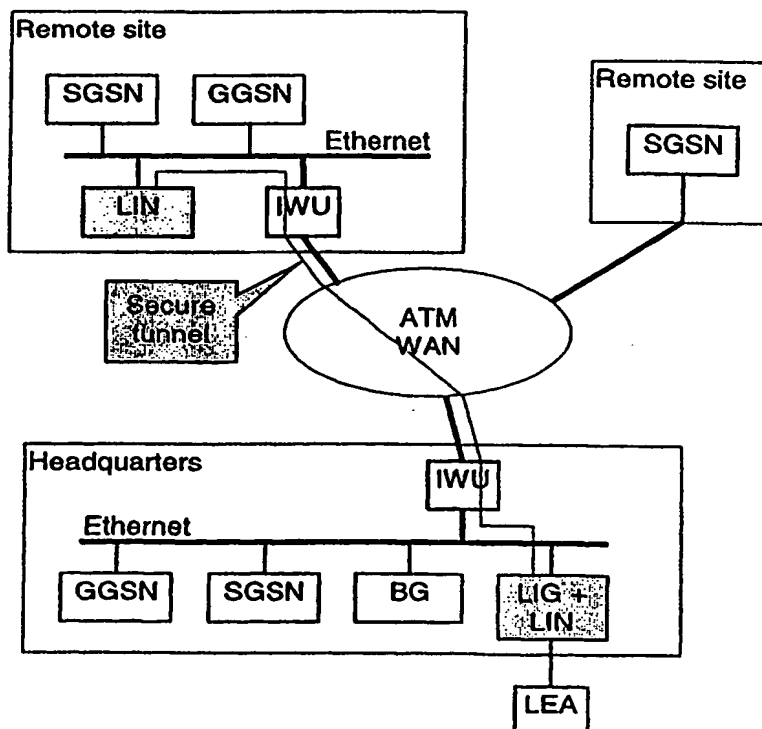 Remote site
SGSN
GGSN
Ethernet
LIN
IWU
Remote site
SGSN
Secure
tunnel
ATM
WAN
Headquarters
IWU
Ethernet
GGSN
SGSN
BG
LIG +
LIN
LEA